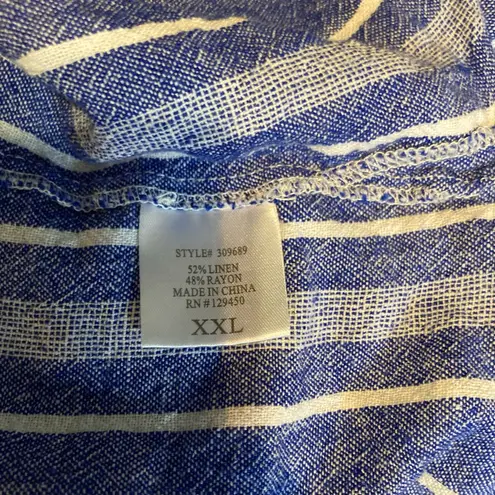 STYLE# 309689
52% LINEN
48% RAYON
MADE IN CHINA
RN # 129450
XXL